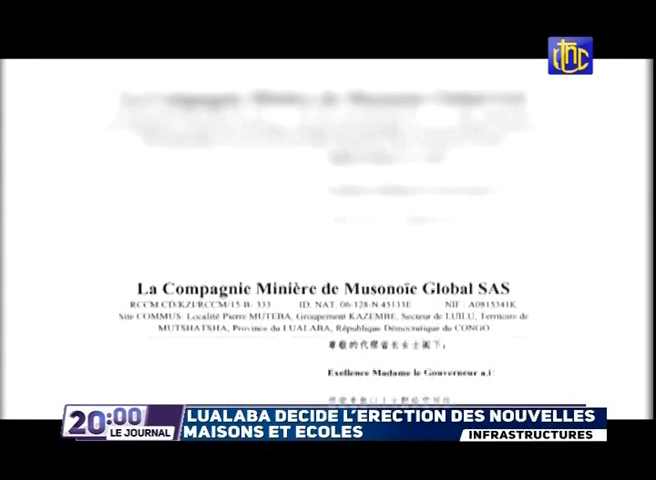 rtnc
La Compagnie Minière de Musonoïe Global SAS
RCCM CD/KZI/RCCM/15-B- 333 ID. NAT. 06-128-N 45133E NIF : A0815341K
Site COMMUS. Localité Pierre MUTEBA, Groupement KAZEMBE, Secteur de LUILU, Territoire de
MUTSHATSHA, Province du LUALABA, République Démocratique du CONGO
尊敬的代理省长女士阁下:
Exellence Madame le Gouverneur a.i
20:00
LE JOURNAL
LUALABA DECIDE L'ERECTION DES NOUVELLES
MAISONS ET ECOLES
INFRASTRUCTURES